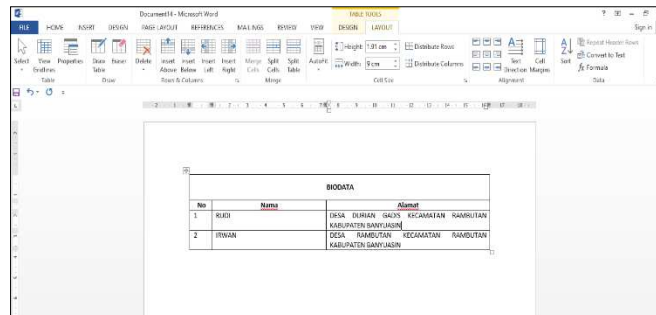 Document14 - Microsoft Word
TABLE TOOLS
FILE HOME INSERT DESIGN PAGE LAYOUT REFERENCES MAILINGS REVIEW VIEW DESIGN LAYOUT
Sign in
Select View Gridlines Properties Draw Table Eraser Delete Insert Above Insert Below Insert Left Insert Right Merge Cells Split Cells Split Table AutoFit
Height: 1.91 cm Distribute Rows
Width: 9 cm Distribute Columns
Text Direction Cell Margins Sort
Repeat Header Rows
Convert to Text
Formula
Table Draw Rows & Columns Merge Cell Size Alignment Data
BIODATA
No Nama Alamat
1 RUDI DESA DURIAN GADIS KECAMATAN RAMBUTAN
KABUPATEN BANYUASIN
2 IRWAN DESA RAMBUTAN KECAMATAN RAMBUTAN
KABUPATEN BANYUASIN